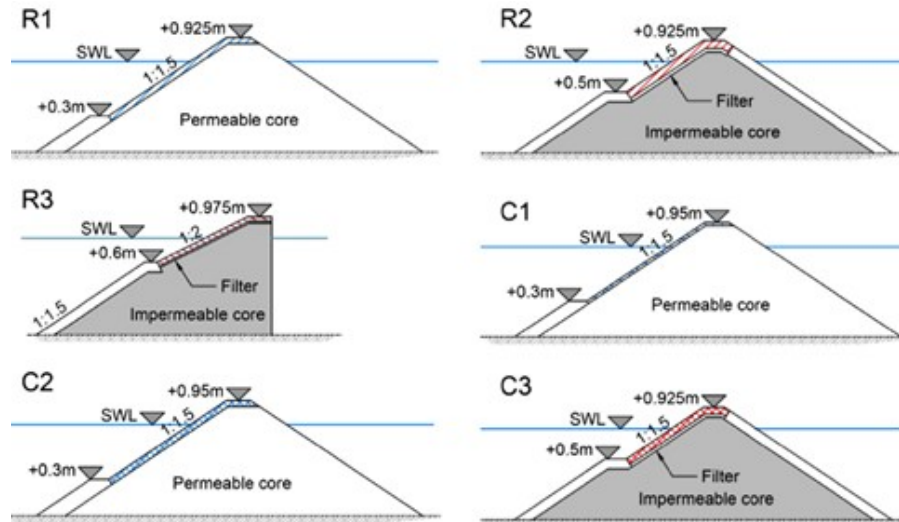 R1
+0.925m
SWL
1:1.5
+0.3m
Permeable core
R2
+0.925m
SWL
1:1.5
+0.5m
Filter
Impermeable core
R3
+0.975m
SWL
1:2
+0.6m
Filter
1:1.5
Impermeable core
C1
+0.95m
SWL
1:1.5
+0.3m
Permeable core
C2
+0.95m
SWL
1:1.5
+0.3m
Permeable core
C3
+0.925m
SWL
1:1.5
+0.5m
Filter
Impermeable core